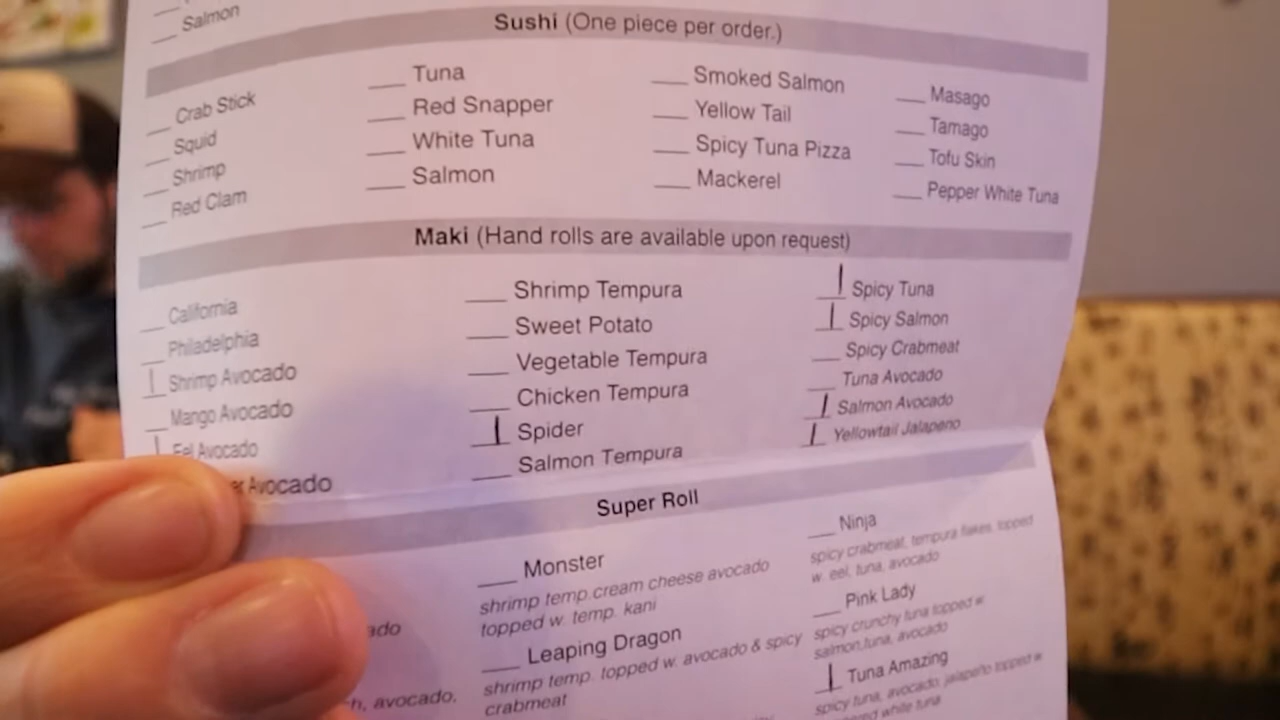 Salmon
Sushi (One piece per order.)
Crab Stick
Squid
Shrimp
Red Clam
Tuna
Red Snapper
White Tuna
Salmon
Smoked Salmon
Yellow Tail
Spicy Tuna Pizza
Mackerel
Masago
Tamago
Tofu Skin
Pepper White Tuna
Maki (Hand rolls are available upon request)
California
Philadelphia
| Shrimp Avocado
Mango Avocado
| Eel Avocado
Avocado
Shrimp Tempura
Sweet Potato
Vegetable Tempura
Chicken Tempura
| Spider
Salmon Tempura
| Spicy Tuna
| Spicy Salmon
Spicy Crabmeat
Tuna Avocado
| Salmon Avocado
| Yellowtail Jalapeno
Super Roll
avocado,
Monster
shrimp temp.cream cheese avocado
topped w. temp. kani
Leaping Dragon
shrimp temp. topped w. avocado & spicy
crabmeat
Ninja
spicy crabmeat, tempura flakes, topped
w. eel, tuna, avocado
Pink Lady
spicy crunchy tuna topped w.
salmon,tuna, avocado
| Tuna Amazing
spicy tuna, avocado, jalapeño topped w.
white tuna